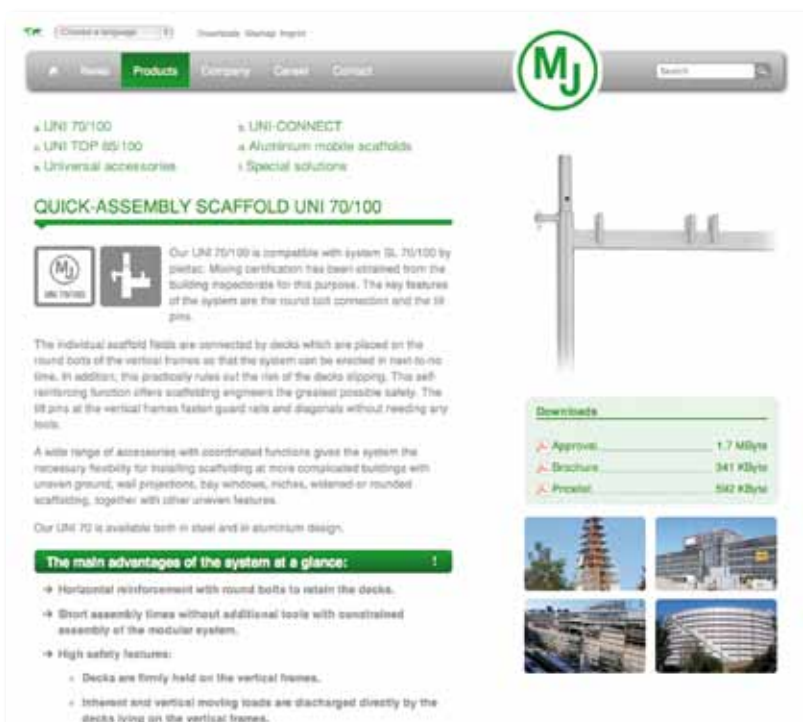 Choose a language
Downloads Sitemap Imprint
News Products Company Career Contact
MJ
Search
a. UNI 70/100
b. UNI-CONNECT
c. UNI TOP 65/100
d. Aluminium mobile scaffolds
e. Universal accessories
f. Special solutions
QUICK-ASSEMBLY SCAFFOLD UNI 70/100
MJ
UNI 70/100
Our UNI 70/100 is compatible with system SL 70/100 by
plettac. Mixing certification has been obtained from the
building inspectorate for this purpose. The key features
of the system are the round bolt connection and the tilt
pins.
The individual scaffold fields are connected by decks which are placed on the
round bolts of the vertical frames so that the system can be erected in next-to-no
time. In addition, this practically rules out the risk of the decks slipping. This self-
reinforcing function offers scaffolding engineers the greatest possible safety. The
tilt pins at the vertical frames fasten guard rails and diagonals without needing any
tools.
A wide range of accessories with coordinated functions gives the system the
necessary flexibility for installing scaffolding at more complicated buildings with
uneven ground, wall projections, bay windows, niches, widened or rounded
scaffolding, together with other uneven features.
Our UNI 70 is available both in steel and in aluminium design.
The main advantages of the system at a glance: !
→ Horizontal reinforcement with round bolts to retain the decks.
→ Short assembly times without additional tools with constrained
assembly of the modular system.
→ High safety features:
Decks are firmly held on the vertical frames.
Inherent and vertical moving loads are discharged directly by the
decks lying on the vertical frames.
Downloads
Approval 1.7 MByte
Brochure 341 KByte
Pricelist 592 KByte